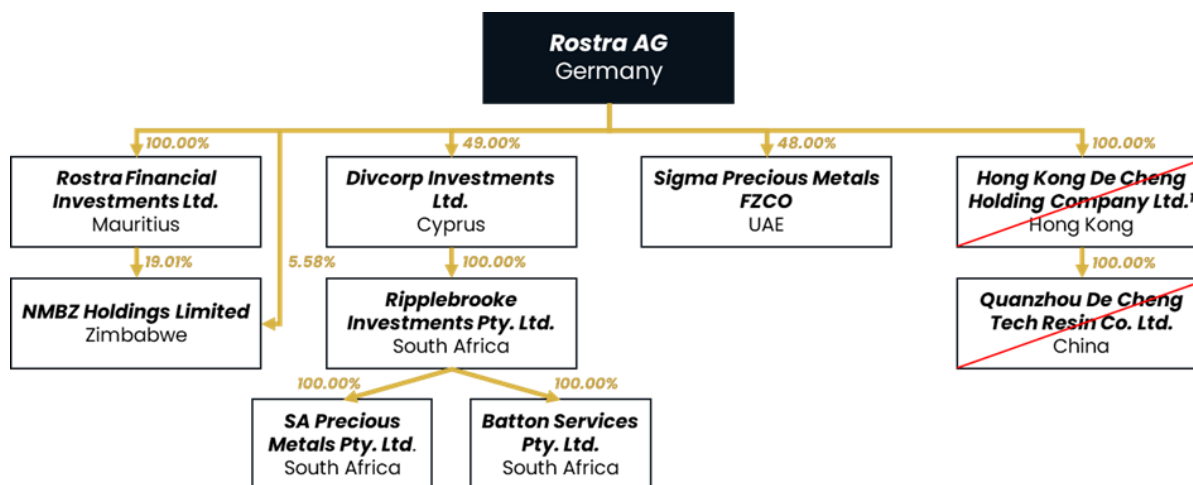 Rostra AG
Germany
100.00%
49.00%
48.00%
100.00%
Rostra Financial
Investments Ltd.
Mauritius
Divcorp Investments
Ltd.
Cyprus
Sigma Precious Metals
FZCO
UAE
Hong Kong De Cheng
Holding Company Ltd.¹
Hong Kong
19.01%
5.58%
100.00%
100.00%
NMBZ Holdings Limited
Zimbabwe
Ripplebrooke
Investments Pty. Ltd.
South Africa
Quanzhou De Cheng
Tech Resin Co. Ltd.
China
100.00%
100.00%
SA Precious
Metals Pty. Ltd.
South Africa
Batton Services
Pty. Ltd.
South Africa